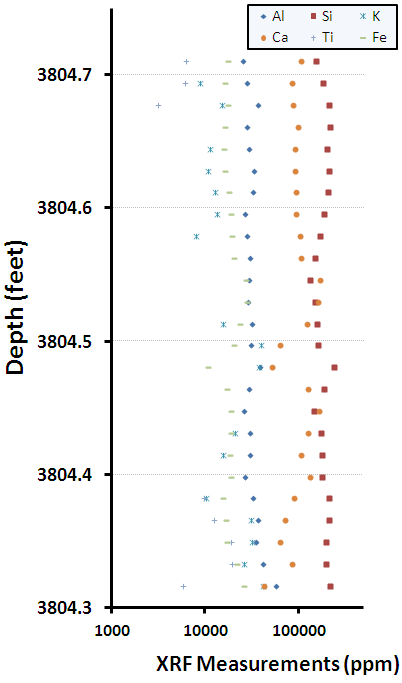 Al Si K
Ca Ti Fe
3804.7
3804.6
3804.5
3804.4
3804.3
Depth (feet)
1000 10000 1000000
XRF Measurements (ppm)